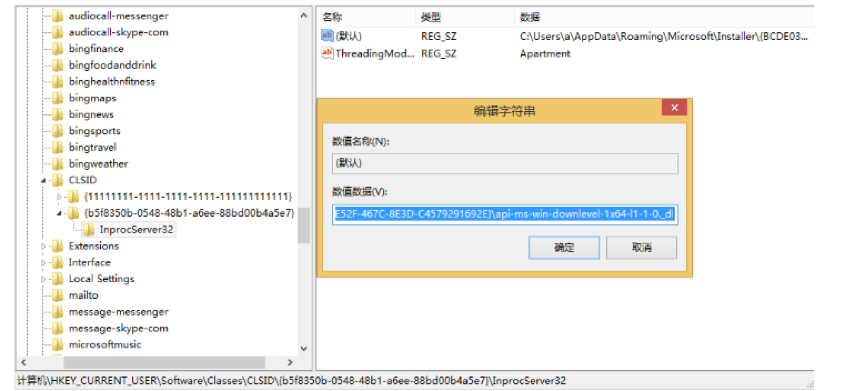 audiocall-messenger
audiocall-skype-com
bingfinance
bingfoodanddrink
binghealthnfitness
bingmaps
bingnews
bingsports
bingtravel
bingweather
CLSID
{11111111-1111-1111-1111-111111111111}
{b5f8350b-0548-48b1-a6ee-88bd00b4a5e7}
InprocServer32
Extensions
Interface
Local Settings
mailto
message-messenger
message-skype-com
microsoftmusic
名称 类型 数据
(默认) REG_SZ C:\Users\a\AppData\Roaming\Microsoft\Installer\{BCDE03...
ThreadingMod... REG_SZ Apartment
编辑字符串
数值名称(N):
(默认)
数值数据(V):
E52F-467C-8E3D-C4579291692E}\api-ms-win-downlevel-1x64-l1-1-0._dl
确定 取消
计算机\HKEY_CURRENT_USER\Software\Classes\CLSID\{b5f8350b-0548-48b1-a6ee-88bd00b4a5e7}\InprocServer32